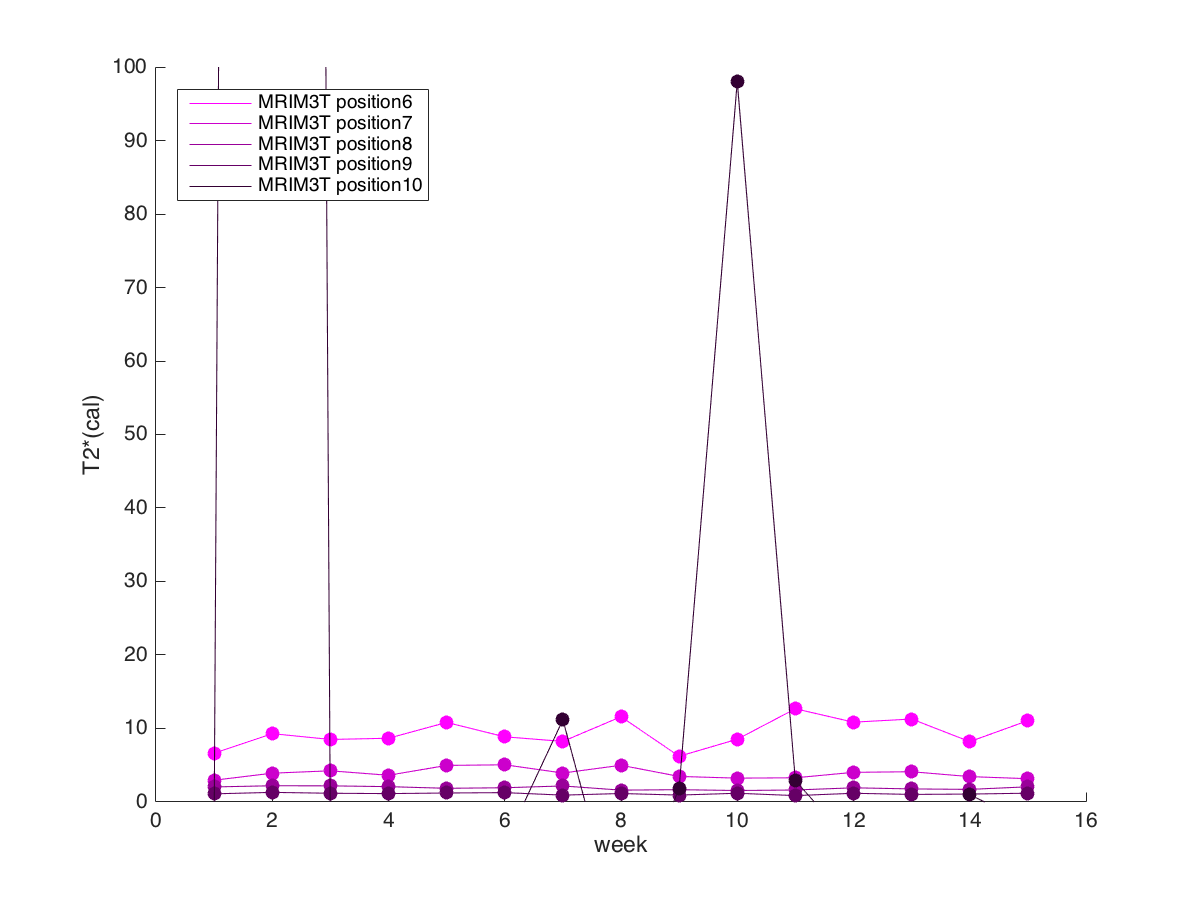 100
90
80
70
60
50
40
30
20
10
0
T2*(cal)
MRIM3T position6
MRIM3T position7
MRIM3T position8
MRIM3T position9
MRIM3T position10
0 2 4 6 8 10 12 14 16
week